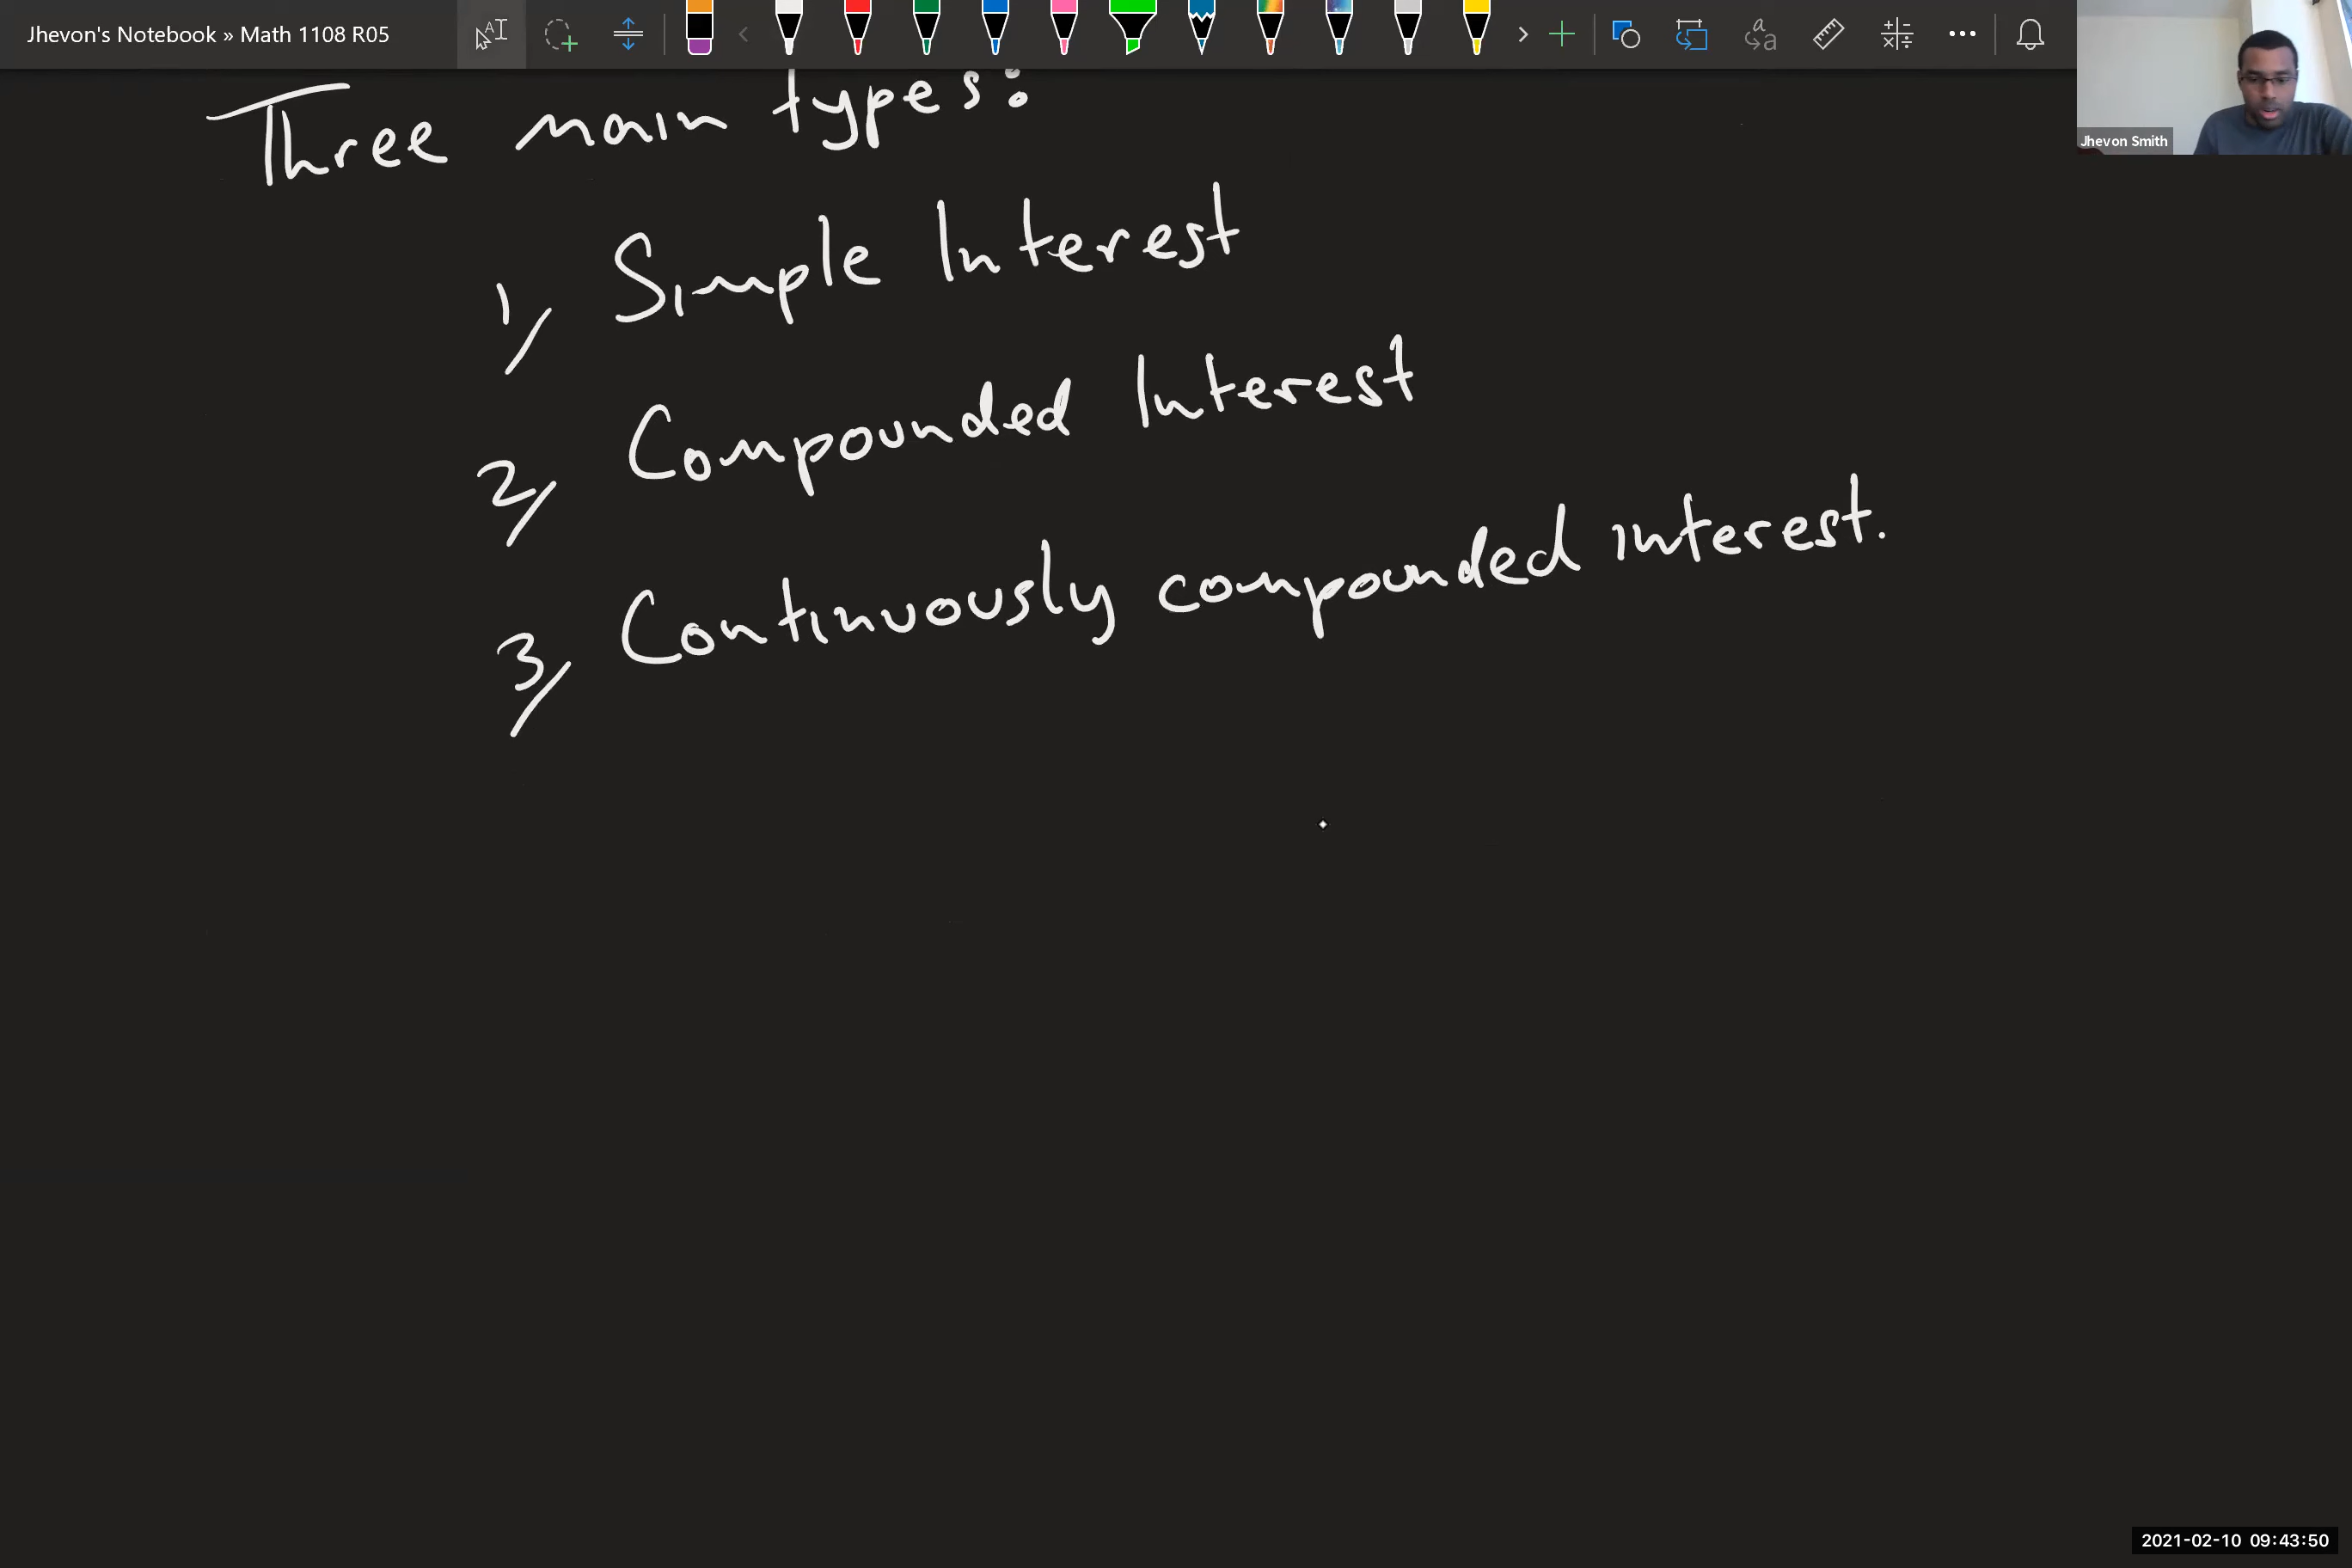 Jhevon's Notebook » Math 1108 R05
Jhevon Smith
Three main types:
1/ Simple Interest
2/ Compounded Interest
3/ Continuously compounded interest.
2021-02-10 09:43:50